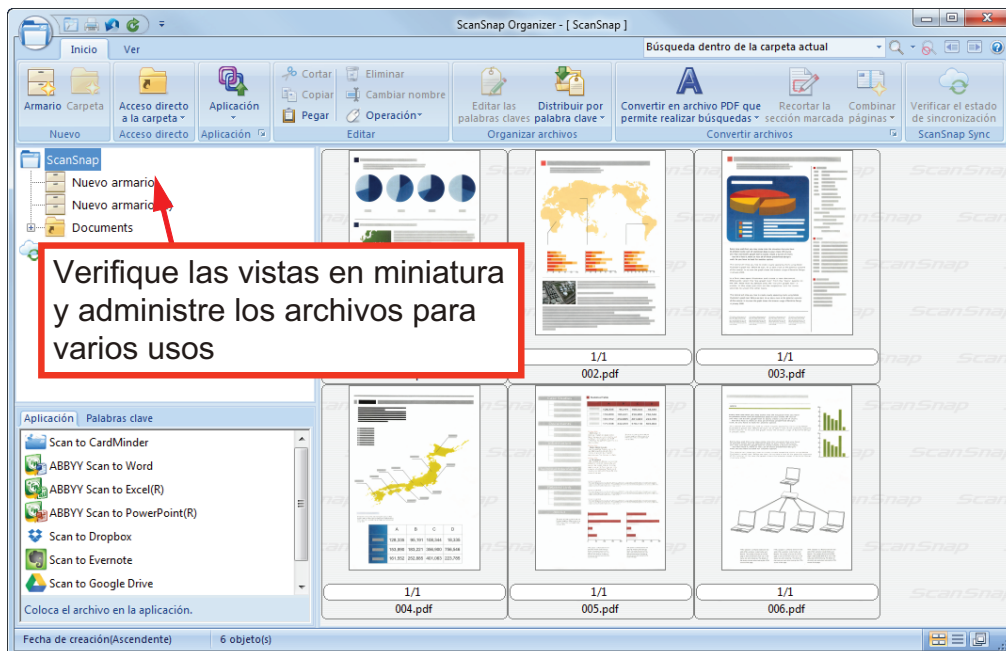 ScanSnap Organizer - [ ScanSnap ]
Inicio Ver Búsqueda dentro de la carpeta actual
Armario Carpeta
Nuevo
Acceso directo
a la carpeta
Acceso directo
Aplicación
Aplicación
Cortar Eliminar
Copiar Cambiar nombre
Pegar Operación
Editar
Editar las
palabras claves
Distribuir por
palabra clave
Organizar archivos
Convertir en archivo PDF que
permite realizar búsquedas
Recortar la
sección marcada
Combinar
páginas
Convertir archivos
Verificar el estado
de sincronización
ScanSnap Sync
ScanSnap
Nuevo armario
Nuevo armario
Documents
Verifique las vistas en miniatura
y administre los archivos para
varios usos
1/1
002.pdf
1/1
003.pdf
Aplicación Palabras clave
Scan to CardMinder
ABBYY Scan to Word
ABBYY Scan to Excel(R)
ABBYY Scan to PowerPoint(R)
Scan to Dropbox
Scan to Evernote
Scan to Google Drive
Coloca el archivo en la aplicación.
A B C D
1/1
004.pdf
1/1
005.pdf
1/1
006.pdf
Fecha de creación(Ascendente) 6 objeto(s)